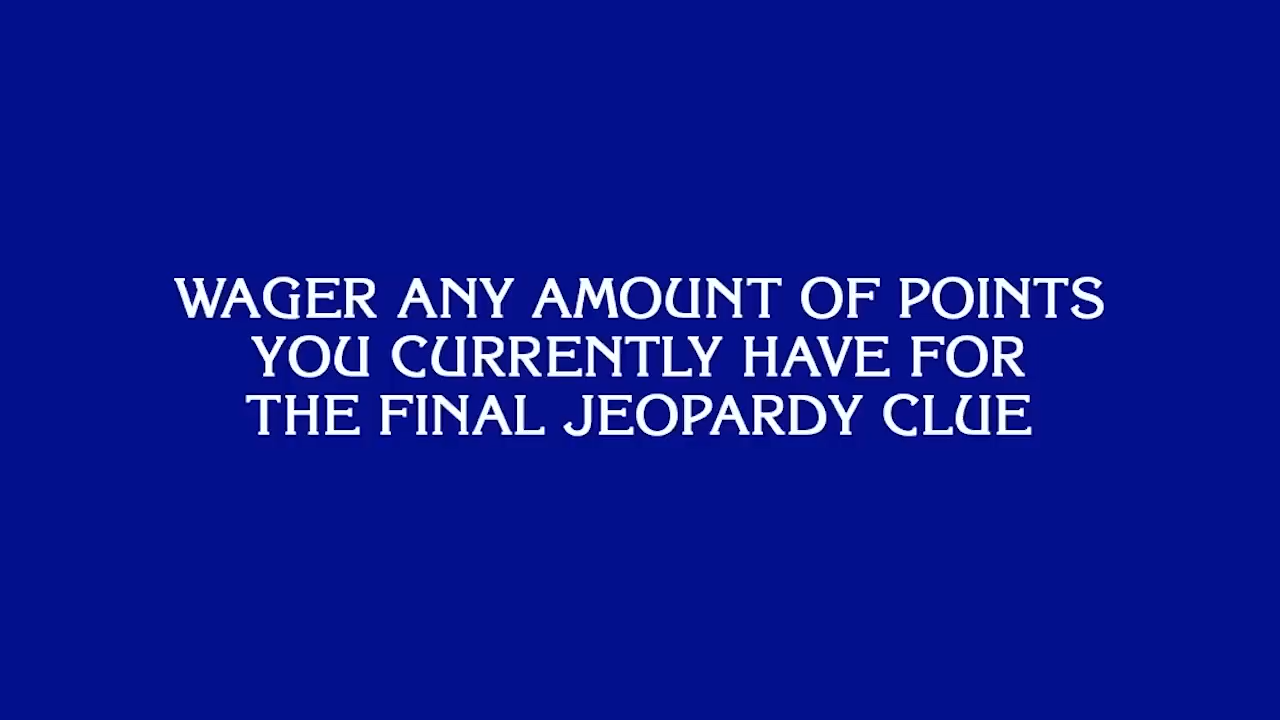 WAGER ANY AMOUNT OF POINTS
YOU CURRENTLY HAVE FOR
THE FINAL JEOPARDY CLUE